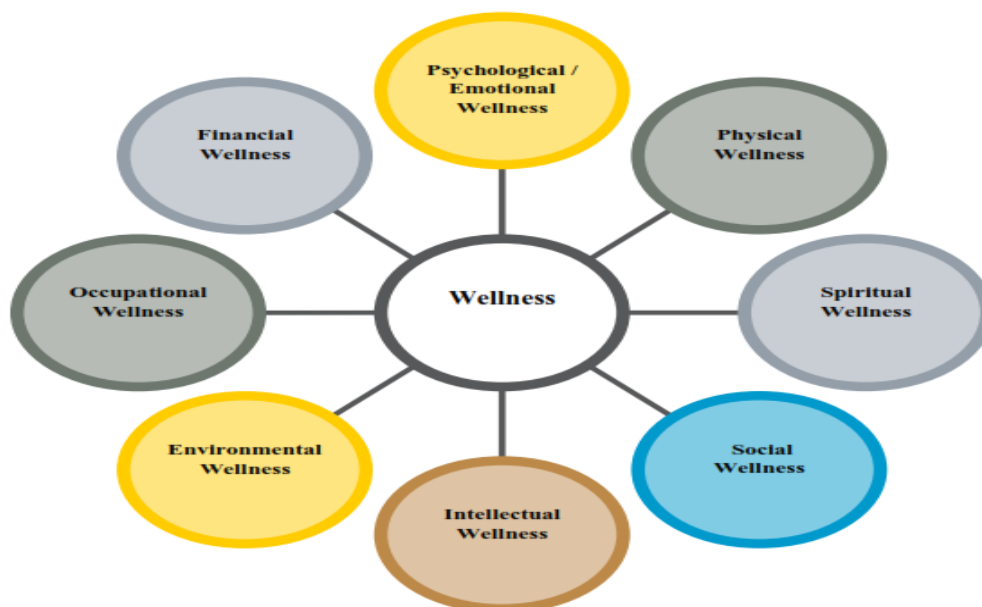 Psychological /
Emotional
Wellness
Financial
Wellness
Physical
Wellness
Occupational
Wellness
Wellness
Spiritual
Wellness
Environmental
Wellness
Social
Wellness
Intellectual
Wellness